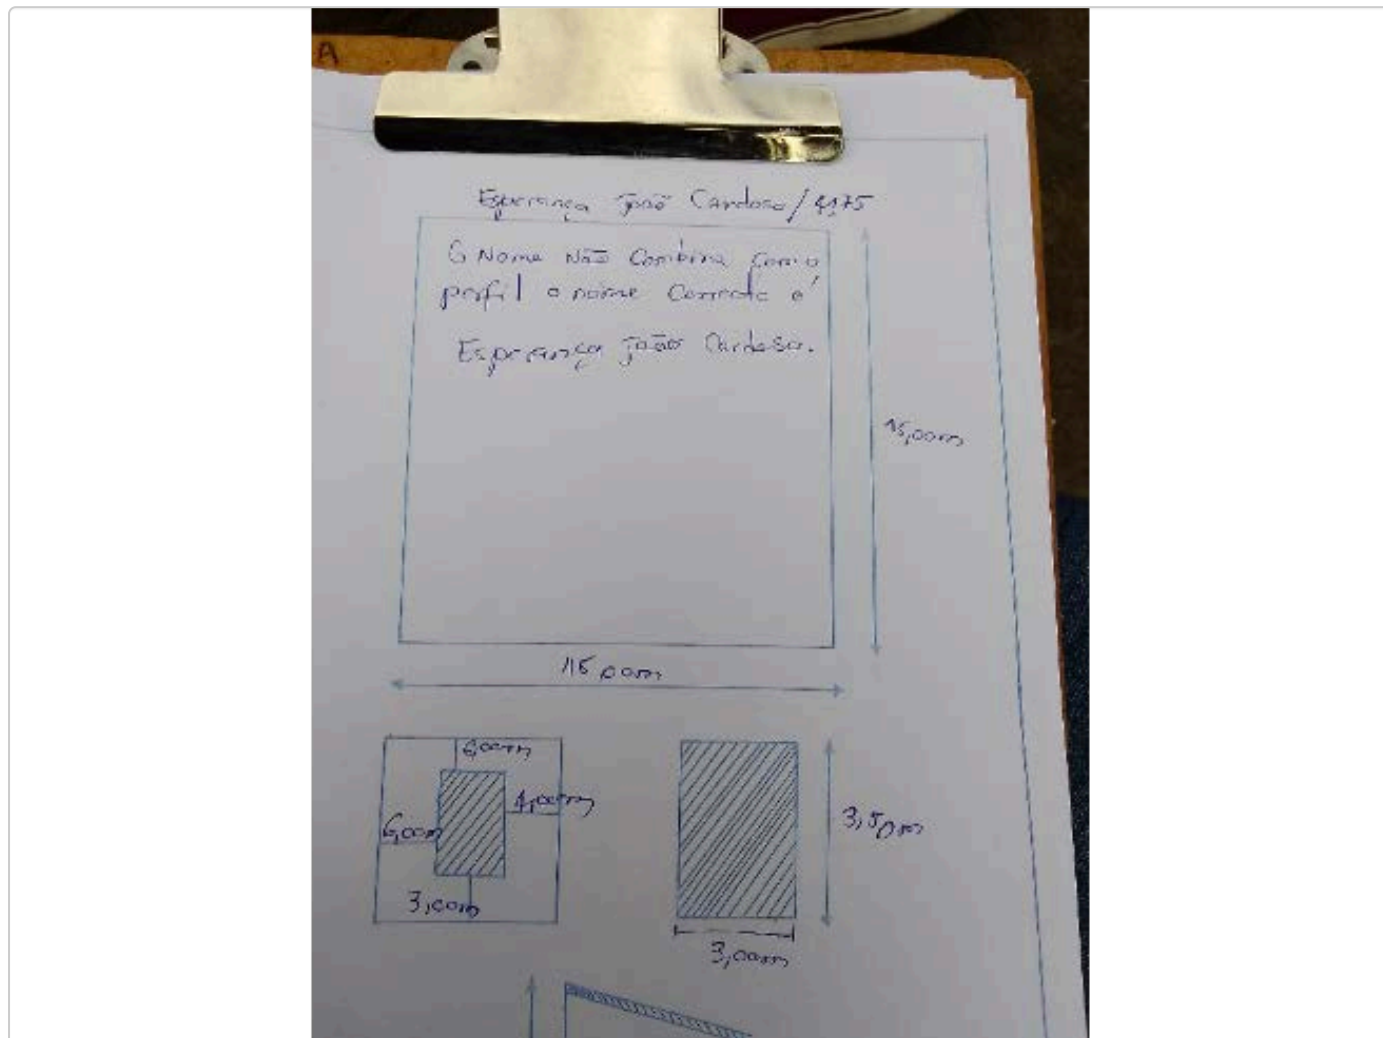 A
Esperança João Cardoso/4175
O Nome Não Combina Com o
perfil o nome Correcto é
Esperança João Cardoso.
15,00m
15,00m
6,00m
4,00m
6,00m
3,00m
3,50m
3,00m